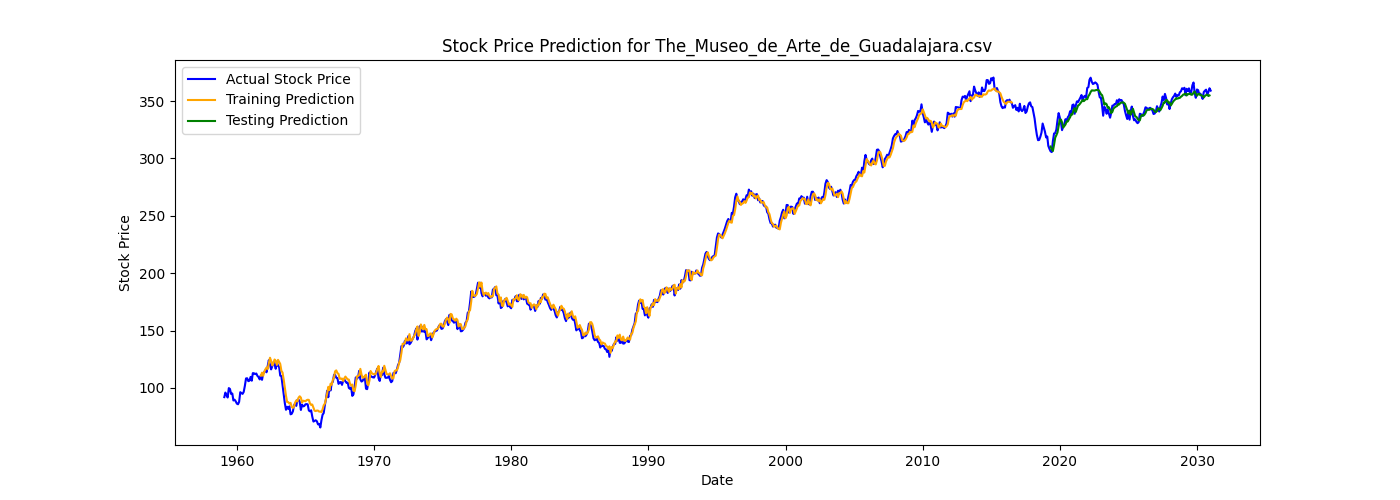 Stock Price Prediction for The_Museo_de_Arte_de_Guadalajara.csv
Actual Stock Price
Training Prediction
Testing Prediction
Stock Price
350
300
250
200
150
100
1960
1970
1980
1990
2000
2010
2020
2030
Date